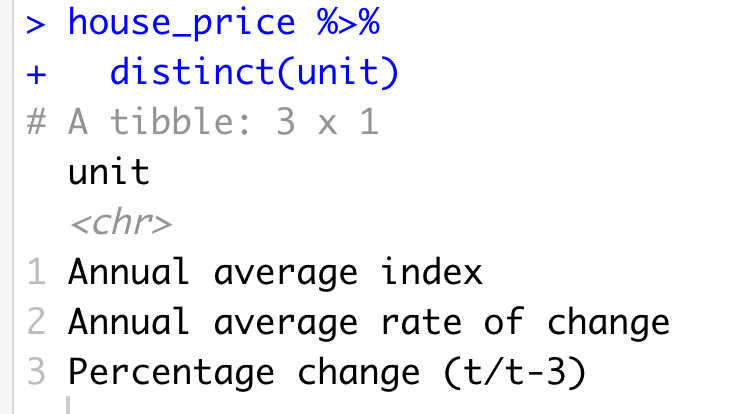 > house_price %>%
+   distinct(unit)
# A tibble: 3 x 1
  unit
  <chr>
1 Annual average index
2 Annual average rate of change
3 Percentage change (t/t-3)